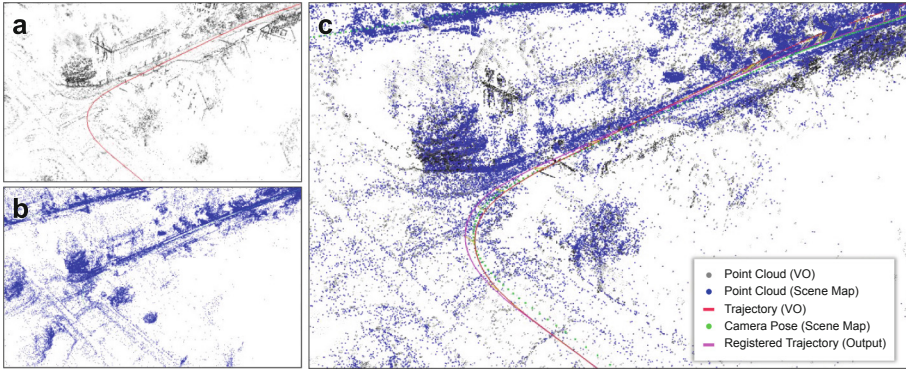 a
b
c
Point Cloud (VO)
Point Cloud (Scene Map)
Trajectory (VO)
Camera Pose (Scene Map)
Registered Trajectory (Output)